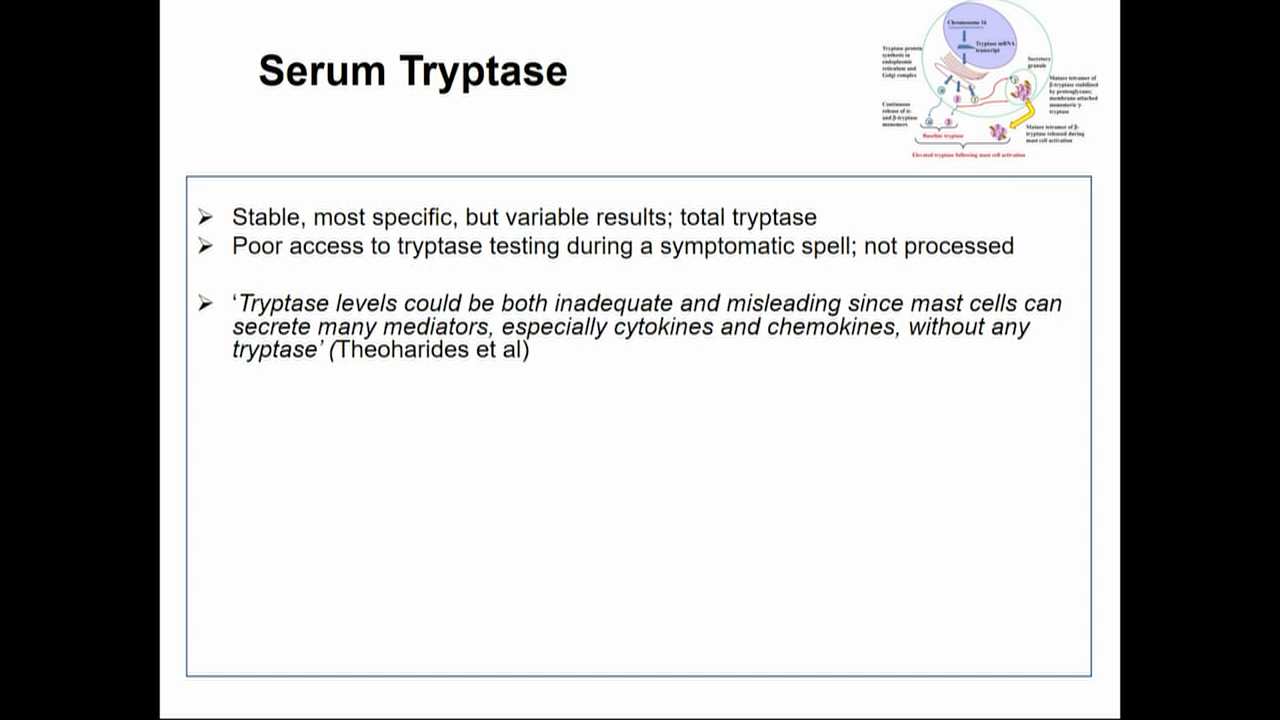 Serum Tryptase
Chromosome 16
Tryptase mRNA
transcript
Tryptase protein
synthesis in
endoplasmic
reticulum and
Golgi complex
Secretory
granule
Mature tetramer of
β-tryptase stabilised
by proteoglycans;
membrane-attached
monomeric γ
tryptase
Continuous
release of α-
and β-tryptase
monomers
Baseline tryptase
Mature tetramer of β-
tryptase released during
mast cell activation
Elevated tryptase following mast cell activation
➢ Stable, most specific, but variable results; total tryptase
➢ Poor access to tryptase testing during a symptomatic spell; not processed
➢ ‘Tryptase levels could be both inadequate and misleading since mast cells can
secrete many mediators, especially cytokines and chemokines, without any
tryptase’ (Theoharides et al)